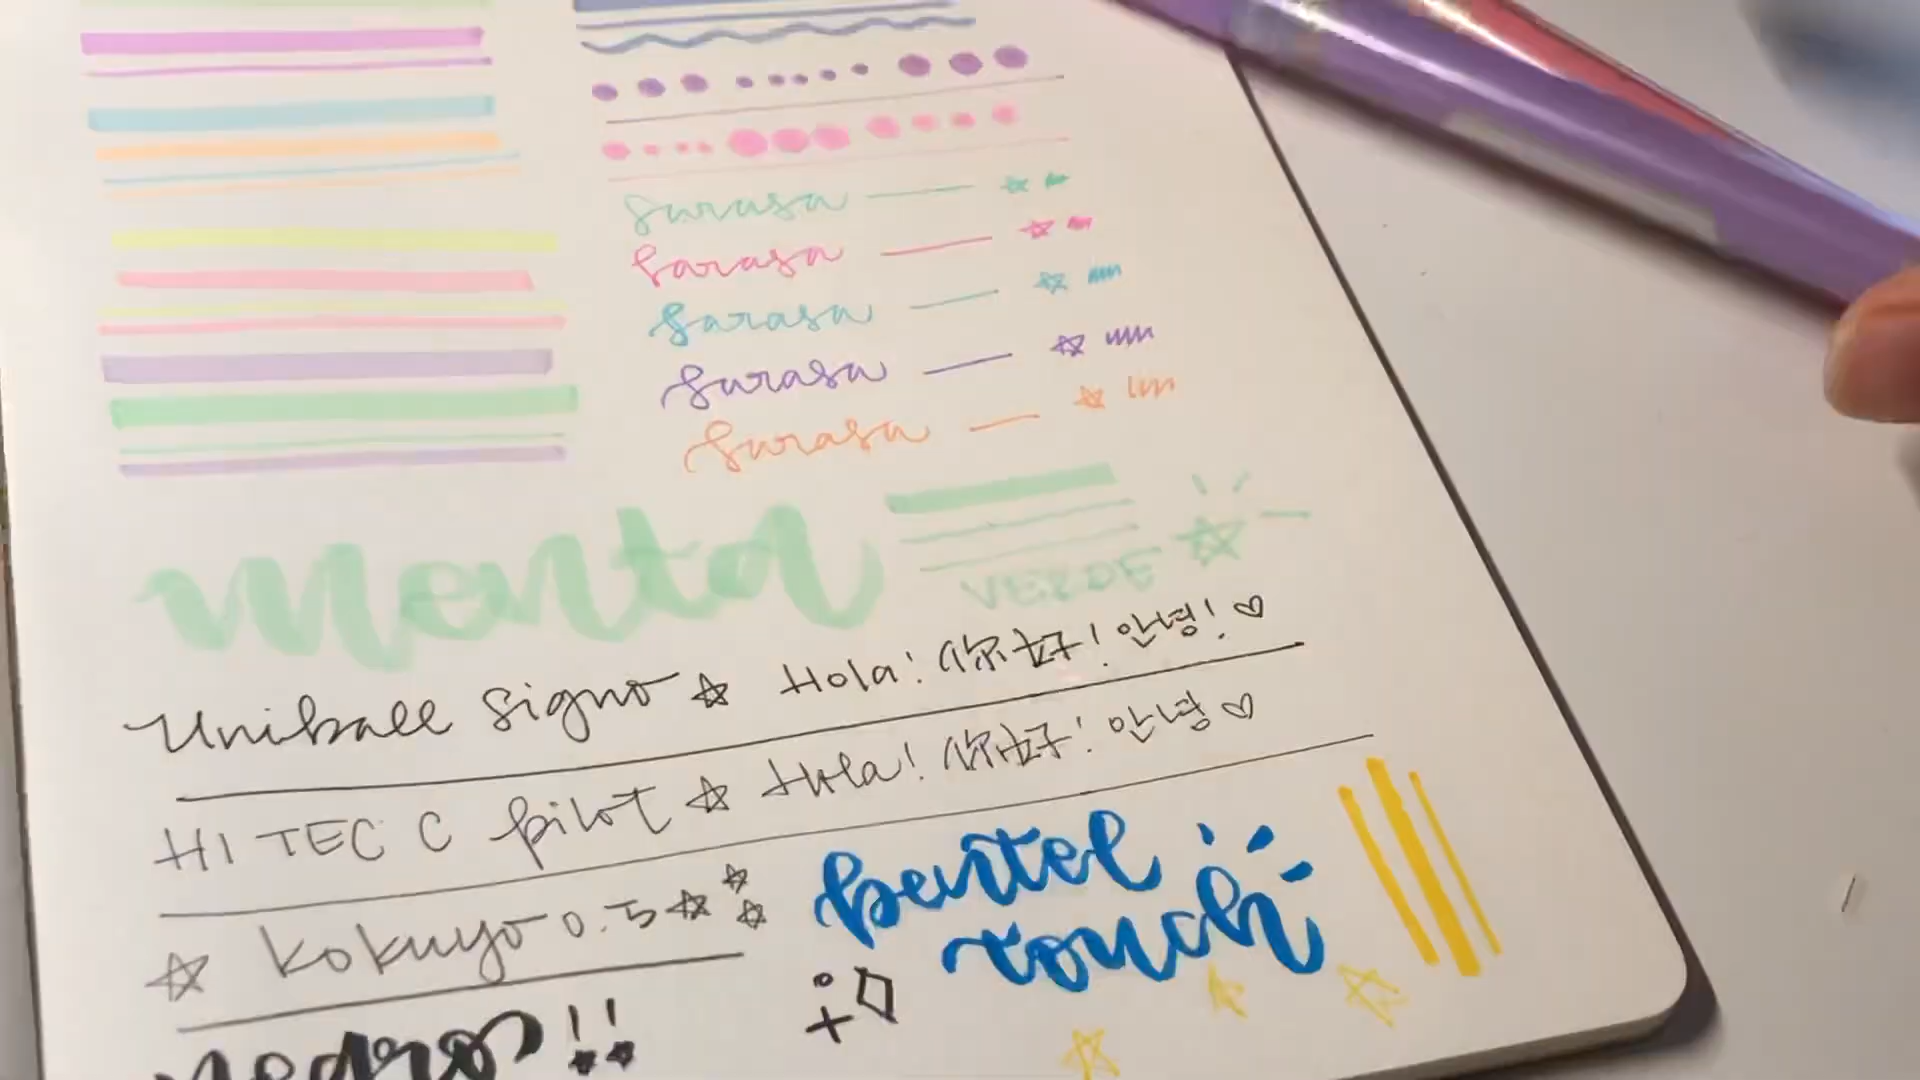 Sarasa
Sarasa
Sarasa
Sarasa
Sarasa
menta
VERDE
Uniball Signo Hola! 你好! 안녕! ♡
HI TEC C pilot Hola! 你好! 안녕 ♡
Kokuyo 0.5
pentel
touch
negro!!